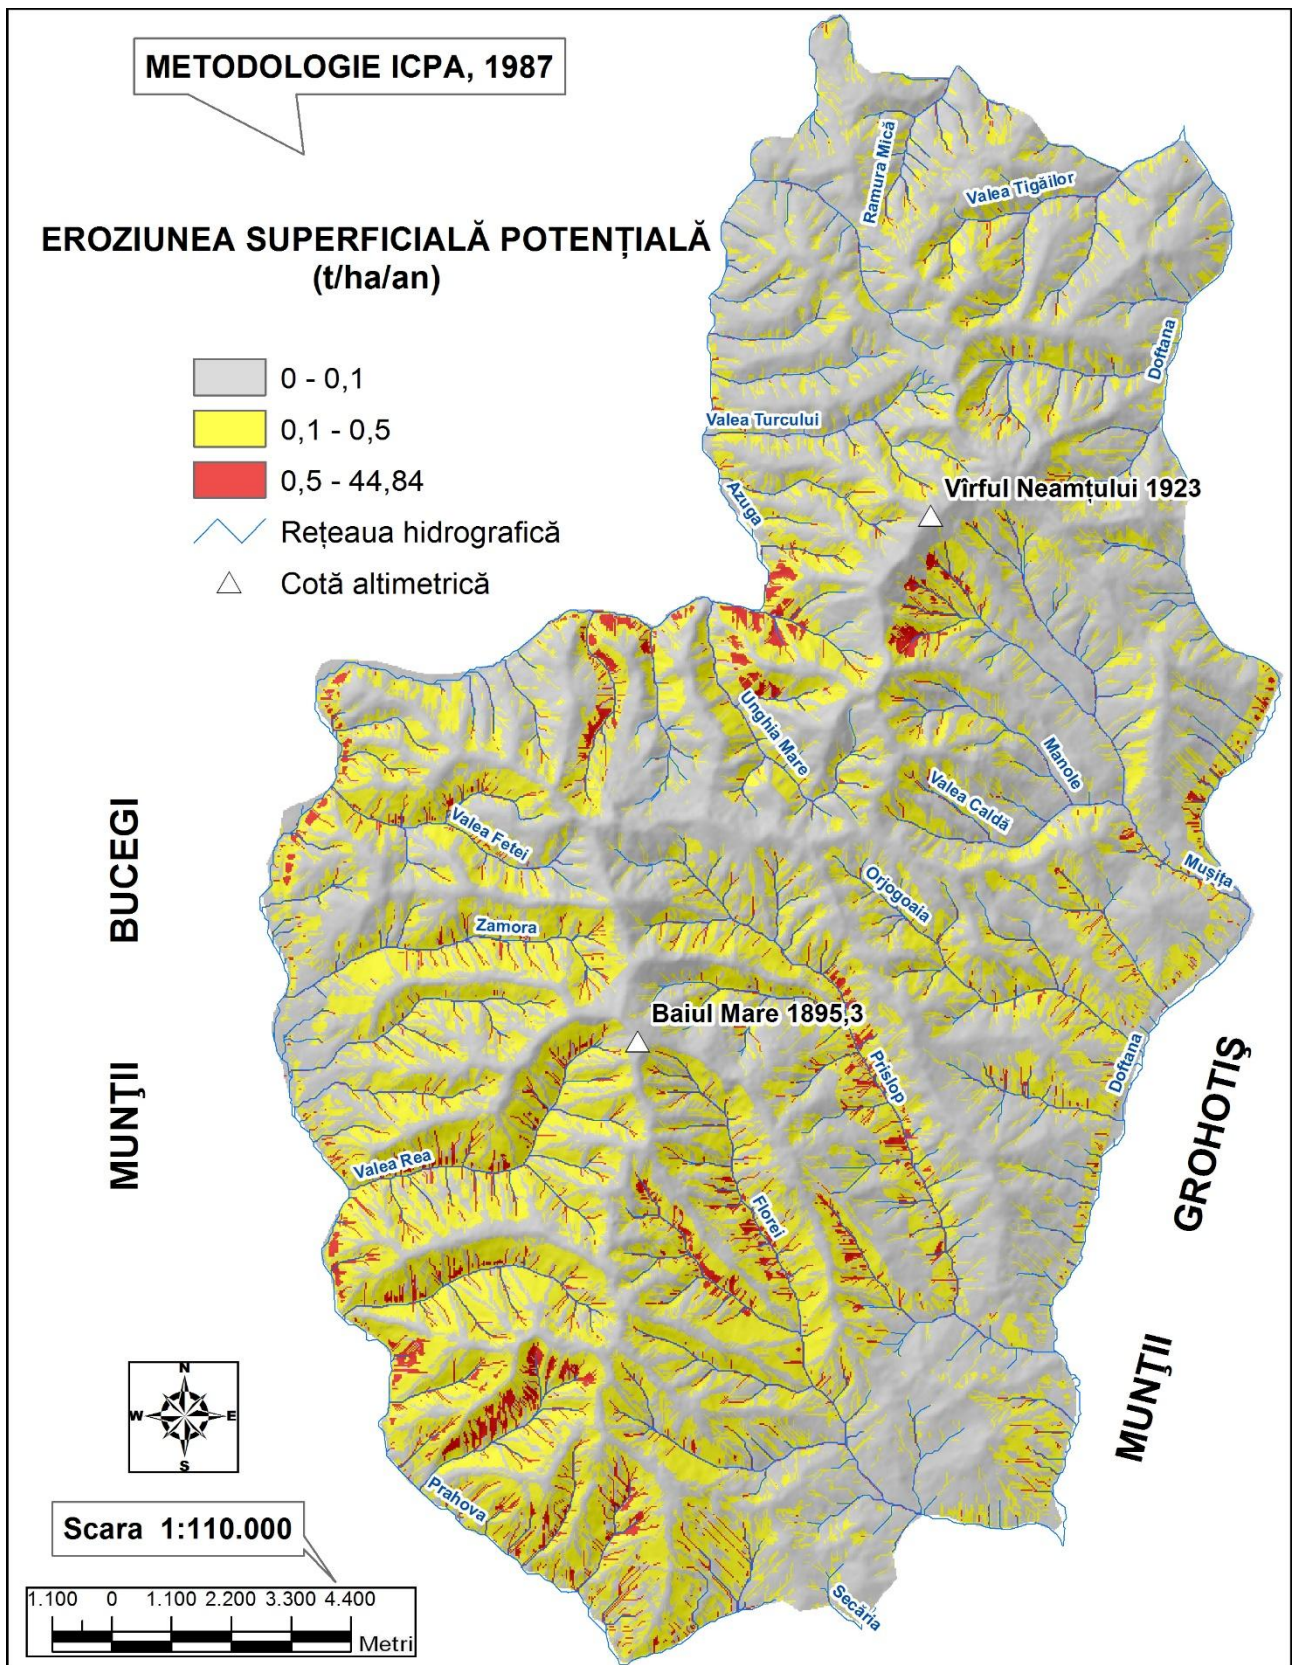 METODOLOGIE ICPA, 1987
EROZIUNEA SUPERFICIALĂ POTENȚIALĂ
(t/ha/an)
0 - 0,1
0,1 - 0,5
0,5 - 44,84
Rețeaua hidrografică
Cotă altimetrică
Ramura Mică
Valea Tigăilor
Doftana
Valea Turcului
Azuga
Vîrful Neamțului 1923
Unghia Mare
Manole
Valea Caldă
Valea Fetei
Mușița
Orjogoaia
Zamora
Baiul Mare 1895,3
Prislop
Doftana
Valea Rea
Florei
Prahova
Secăria
BUCEGI
MUNŢII
GROHOTIŞ
MUNŢII
N
W
E
S
Scara 1:110.000
1.100 0 1.100 2.200 3.300 4.400
Metri